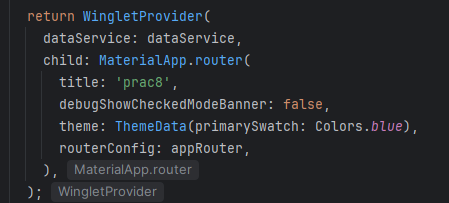 return WingletProvider(
  dataService: dataService,
  child: MaterialApp.router(
    title: 'prac8',
    debugShowCheckedModeBanner: false,
    theme: ThemeData(primarySwatch: Colors.blue),
    routerConfig: appRouter,
  ), MaterialApp.router
); WingletProvider